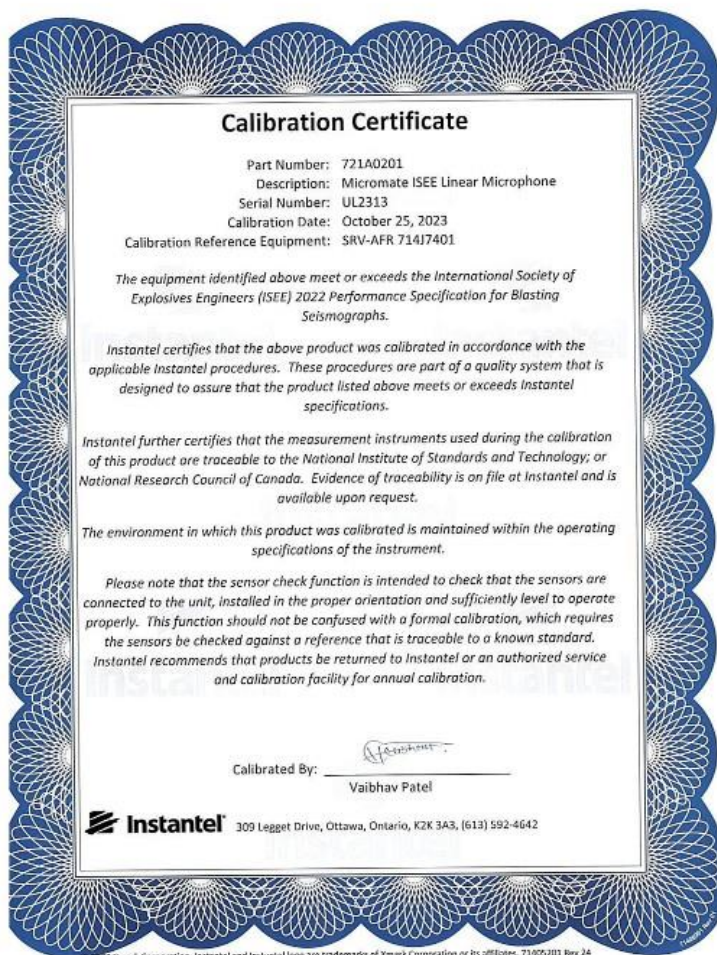 Calibration Certificate
Part Number: 721A0201
Description: Micromate ISEE Linear Microphone
Serial Number: UL2313
Calibration Date: October 25, 2023
Calibration Reference Equipment: SRV-AFR 714J7401
The equipment identified above meet or exceeds the International Society of
Explosives Engineers (ISEE) 2022 Performance Specification for Blasting
Seismographs.
Instantel certifies that the above product was calibrated in accordance with the
applicable Instantel procedures. These procedures are part of a quality system that is
designed to assure that the product listed above meets or exceeds Instantel
specifications.
Instantel further certifies that the measurement instruments used during the calibration
of this product are traceable to the National Institute of Standards and Technology; or
National Research Council of Canada. Evidence of traceability is on file at Instantel and is
available upon request.
The environment in which this product was calibrated is maintained within the operating
specifications of the instrument.
Please note that the sensor check function is intended to check that the sensors are
connected to the unit, installed in the proper orientation and sufficiently level to operate
properly. This function should not be confused with a formal calibration, which requires
the sensors be checked against a reference that is traceable to a known standard.
Instantel recommends that products be returned to Instantel or an authorized service
and calibration facility for annual calibration.
Calibrated By:
Vaibhav Patel
Instantel 309 Legget Drive, Ottawa, Ontario, K2K 3A3, (613) 592-4642
Instantel and Instantel logo are trademarks of Xmark Corporation or its affiliates. 71405201 Rev 24